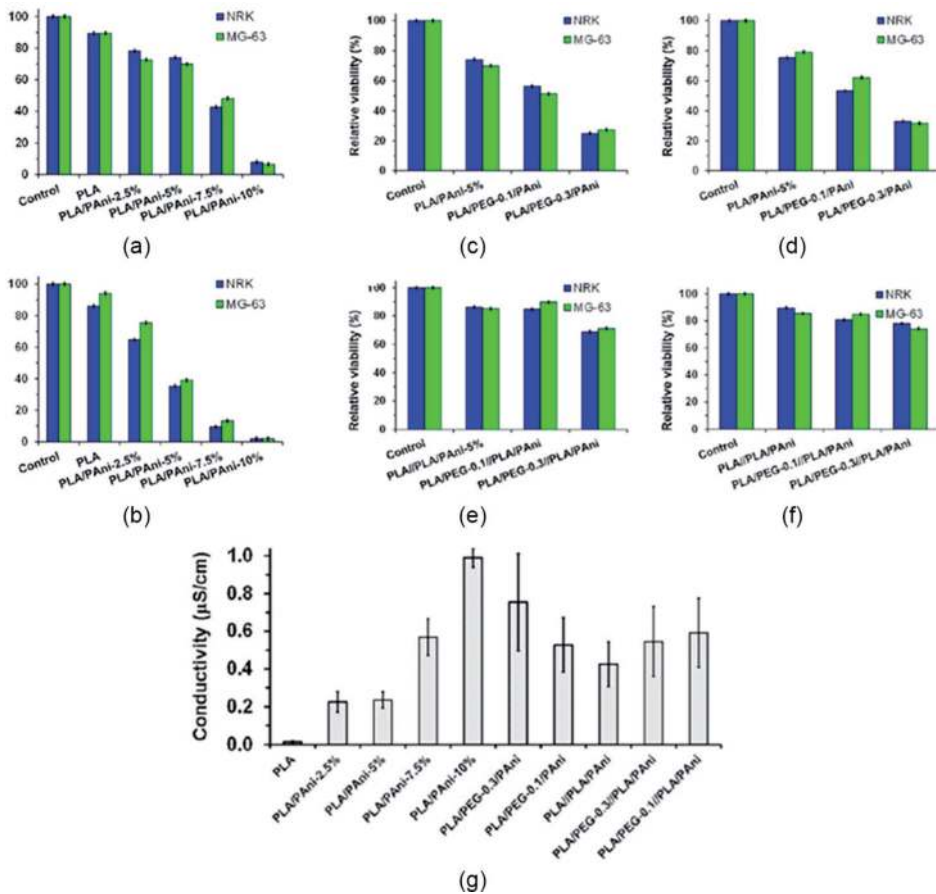 100
80
60
40
20
0
NRK
MG-63
Control
PLA
PLA/PAni-2.5%
PLA/PAni-5%
PLA/PAni-7.5%
PLA/PAni-10%
(a)
Relative viability (%)
100
80
60
40
20
0
NRK
MG-63
Control
PLA/PAni-5%
PLA/PEG-0.1/PAni
PLA/PEG-0.3/PAni
(c)
Relative viability (%)
100
80
60
40
20
0
NRK
MG-63
Control
PLA/PAni-5%
PLA/PEG-0.1/PAni
PLA/PEG-0.3/PAni
(d)
100
80
60
40
20
0
NRK
MG-63
Control
PLA
PLA/PAni-2.5%
PLA/PAni-5%
PLA/PAni-7.5%
PLA/PAni-10%
(b)
Relative viability (%)
100
80
60
40
20
0
NRK
MG-63
Control
PLA//PLA/PAni-5%
PLA/PEG-0.1//PLA/PAni
PLA/PEG-0.3//PLA/PAni
(e)
Relative viability (%)
100
80
60
40
20
0
NRK
MG-63
Control
PLA//PLA/PAni
PLA/PEG-0.1//PLA/PAni
PLA/PEG-0.3//PLA/PAni
(f)
Conductivity (µS/cm)
1.0
0.8
0.6
0.4
0.2
0.0
PLA
PLA/PAni-2.5%
PLA/PAni-5%
PLA/PAni-7.5%
PLA/PAni-10%
PLA/PEG-0.3/PAni
PLA/PEG-0.1/PAni
PLA//PLA/PAni
PLA/PEG-0.3//PLA/PAni
PLA/PEG-0.1//PLA/PAni
(g)